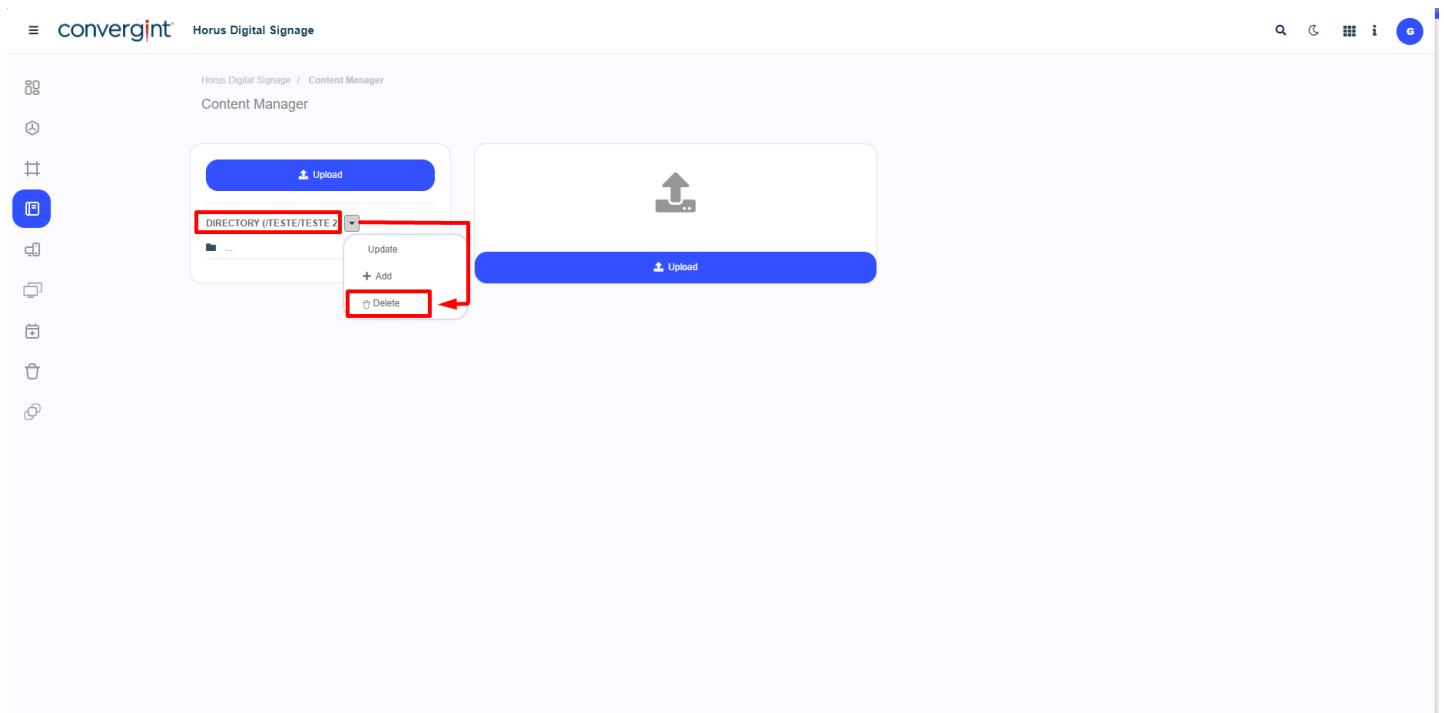 convergint Horus Digital Signage i G
Horus Digital Signage / Content Manager
Content Manager
Upload
DIRECTORY (/TESTE/TESTE 2
...
Update
+ Add
Delete
Upload